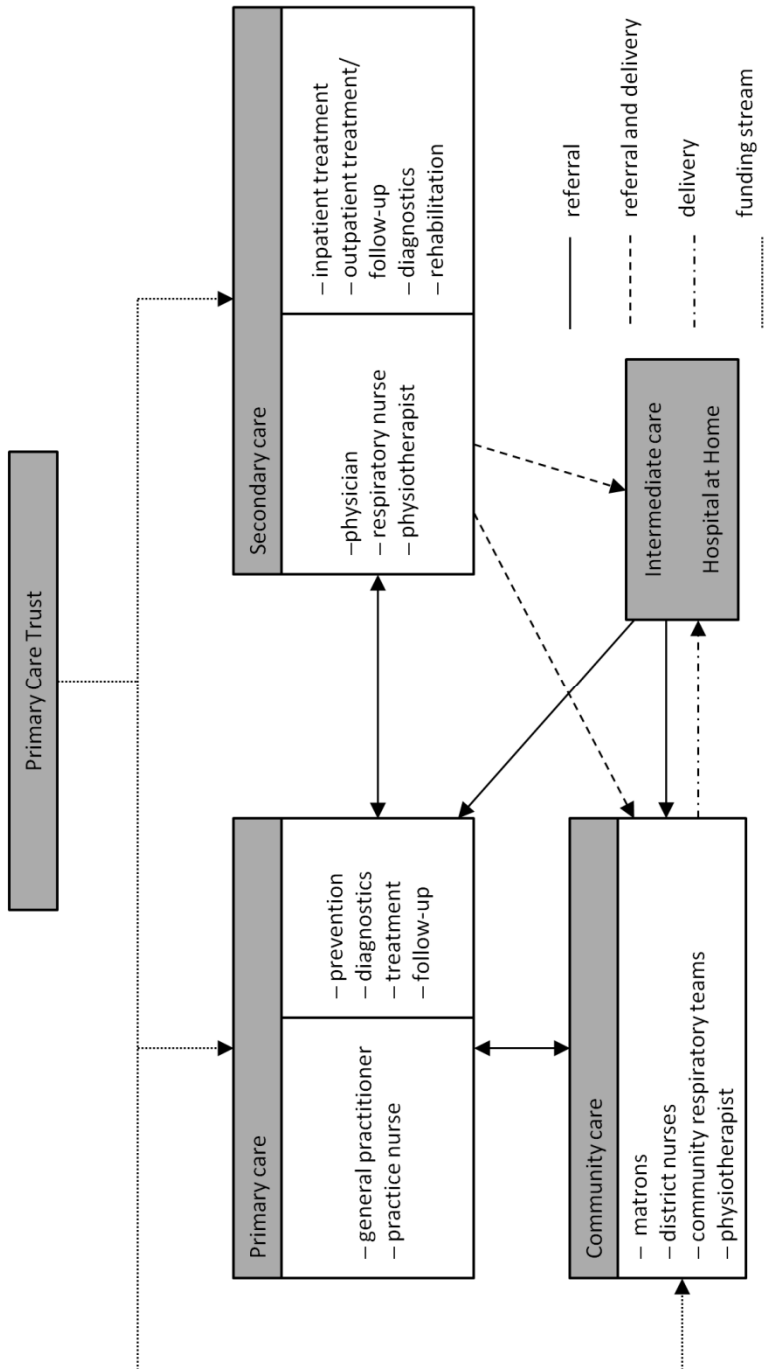 Primary Care Trust
Primary care
– general practitioner
– practice nurse
– prevention
– diagnostics
– treatment
– follow-up
Secondary care
–physician
– respiratory nurse
– physiotherapist
– inpatient treatment
– outpatient treatment/
follow-up
– diagnostics
– rehabilitation
Community care
– matrons
– district nurses
– community respiratory teams
– physiotherapist
Intermediate care
Hospital at Home
referral
referral and delivery
delivery
funding stream